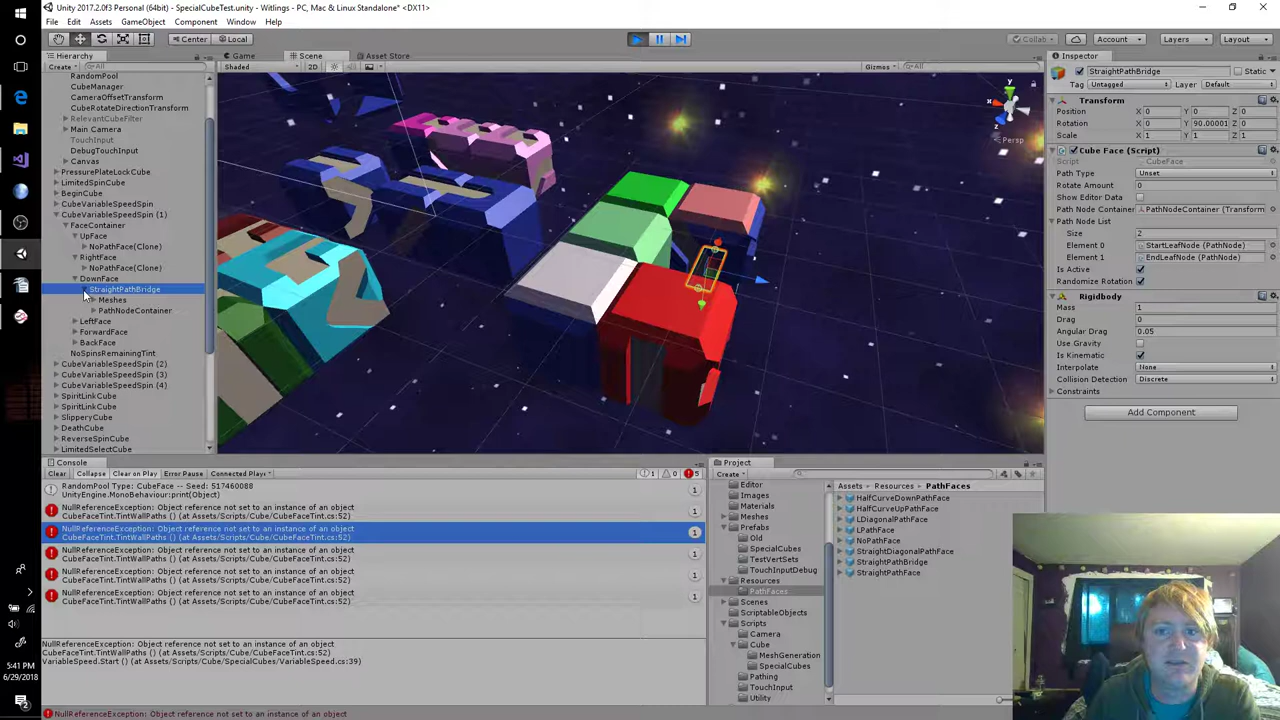 Unity 2017.2.0f3 Personal (64bit) - SpecialCubeTest.unity - Witlings - PC, Mac & Linux Standalone* <DX11>
File Edit Assets GameObject Component Window Help
Center Local Collab Account Layers Layout
Hierarchy
Create All
RandomPool
CubeManager
CameraOffsetTransform
CubeRotateDirectionTransform
RelevantCubeFilter
Main Camera
TouchInput
DebugTouchInput
Canvas
PressurePlateLockCube
LimitedSpinCube
BeginCube
CubeVariableSpeedSpin
CubeVariableSpeedSpin (1)
FaceContainer
UpFace
NoPathFace(Clone)
RightFace
NoPathFace(Clone)
DownFace
StraightPathBridge
Meshes
PathNodeContainer
LeftFace
ForwardFace
BackFace
NoSpinsRemainingTint
CubeVariableSpeedSpin (2)
CubeVariableSpeedSpin (3)
CubeVariableSpeedSpin (4)
SpiritLinkCube
SpiritLinkCube
SlipperyCube
DeathCube
ReverseSpinCube
LimitedSelectCube
Game Scene Asset Store
Shaded 2D Gizmos All
y
x
z
Persp
Inspector
StraightPathBridge Static
Tag Untagged Layer Default
Transform
Position X 0 Y 0 Z 0
Rotation X 0 Y 90.00001 Z 0
Scale X 1 Y 1 Z 1
Cube Face (Script)
Script CubeFace
Path Type Unset
Rotate Amount 0
Path Node Container PathNodeContainer (Transform
Path Node List
Size 2
Element 0 StartLeafNode (PathNode)
Element 1 EndLeafNode (PathNode)
Is Active
Randomize Rotation
Rigidbody
Mass 1
Drag 0
Angular Drag 0.05
Use Gravity
Is Kinematic
Interpolate None
Collision Detection Discrete
Constraints
Add Component
Console
Clear Collapse Clear on Play Error Pause Connected Player 1 0 5
RandomPool Type: CubeFace -- Seed: 517460088
UnityEngine.MonoBehaviour:print(Object) 1
NullReferenceException: Object reference not set to an instance of an object
CubeFaceTint.TintWallPaths () (at Assets/Scripts/Cube/CubeFaceTint.cs:52) 1
NullReferenceException: Object reference not set to an instance of an object
CubeFaceTint.TintWallPaths () (at Assets/Scripts/Cube/CubeFaceTint.cs:52) 1
NullReferenceException: Object reference not set to an instance of an object
CubeFaceTint.TintWallPaths () (at Assets/Scripts/Cube/CubeFaceTint.cs:52) 1
NullReferenceException: Object reference not set to an instance of an object
CubeFaceTint.TintWallPaths () (at Assets/Scripts/Cube/CubeFaceTint.cs:52) 1
NullReferenceException: Object reference not set to an instance of an object
CubeFaceTint.TintWallPaths () (at Assets/Scripts/Cube/CubeFaceTint.cs:52) 1
NullReferenceException: Object reference not set to an instance of an object
CubeFaceTint.TintWallPaths () (at Assets/Scripts/Cube/CubeFaceTint.cs:52)
VariableSpeed.Start () (at Assets/Scripts/Cube/SpecialCubes/VariableSpeed.cs:39)
NullReferenceException: Object reference not set to an instance of an object
Project
Create
Editor
Images
Materials
Meshes
Prefabs
Old
SpecialCubes
TestVertSets
TouchInputDebug
Resources
PathFaces
Scenes
ScriptableObjects
Scripts
Camera
Cube
MeshGeneration
SpecialCubes
Pathing
TouchInput
Utility
Assets Resources PathFaces
HalfCurveDownPathFace
HalfCurveUpPathFace
LDiagonalPathFace
LPathFace
NoPathFace
StraightDiagonalPathFace
StraightPathBridge
StraightPathFace
5:41 PM
6/29/2018
2